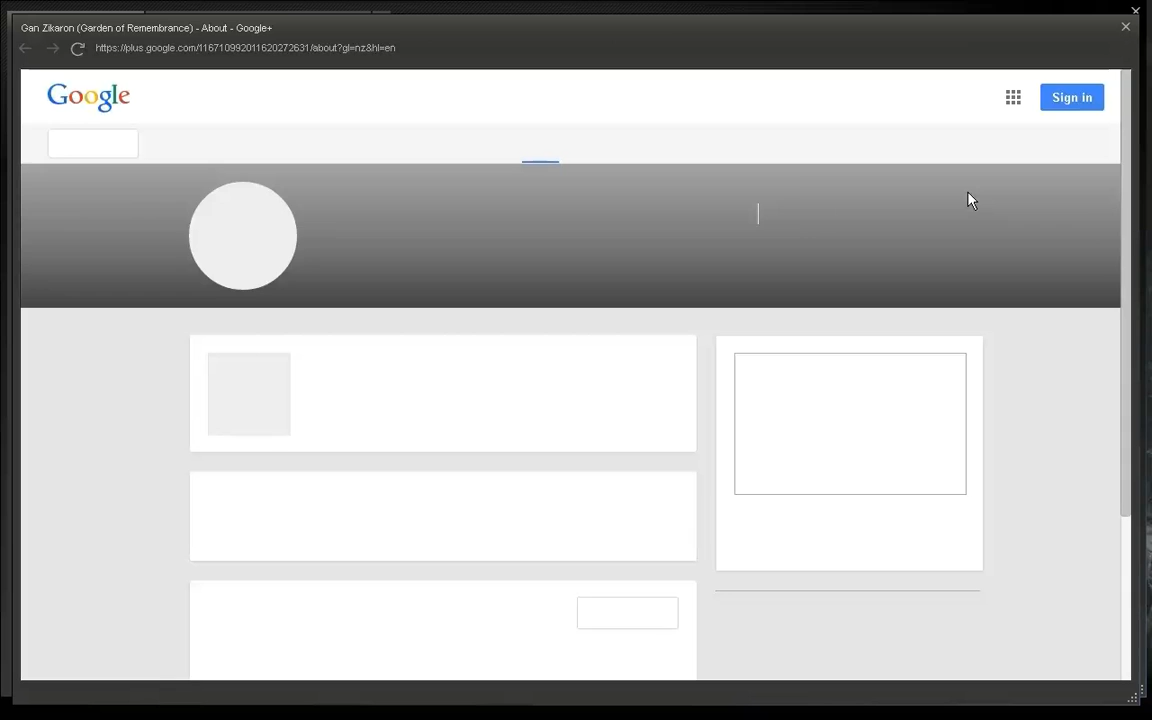 Gan Zikaron (Garden of Remembrance) - About - Google+
https://plus.google.com/116710992011620272631/about?gl=nz&hl=en
Google
Sign in